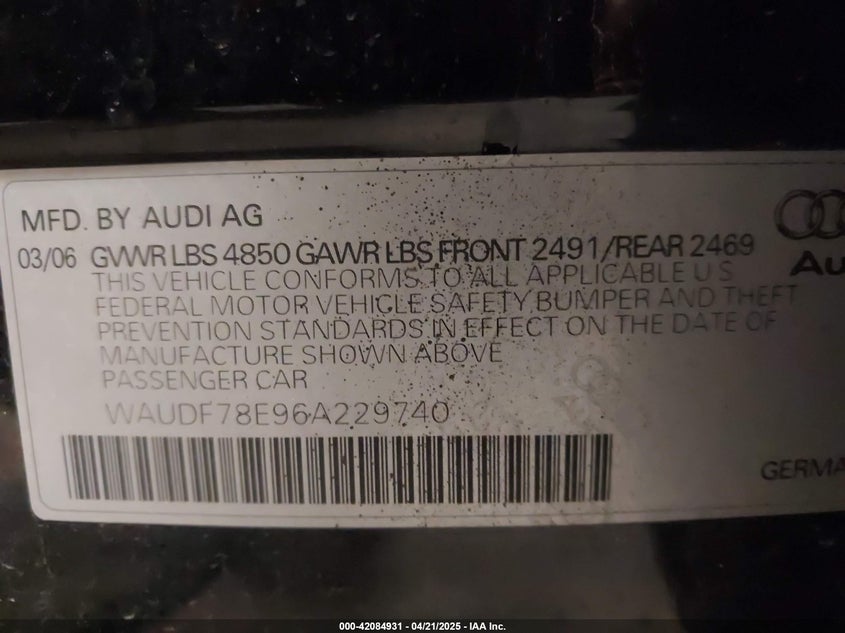 MFD. BY AUDI AG
03/06 GVWR LBS 4850 GAWR LBS FRONT 2491/REAR 2469
THIS VEHICLE CONFORMS TO ALL APPLICABLE U S
FEDERAL MOTOR VEHICLE SAFETY BUMPER AND THEFT
PREVENTION STANDARDS IN EFFECT ON THE DATE OF
MANUFACTURE SHOWN ABOVE
PASSENGER CAR
WAUDF78E96A229740
Au
GERMA
000-42084931 - 04/21/2025 - IAA Inc.